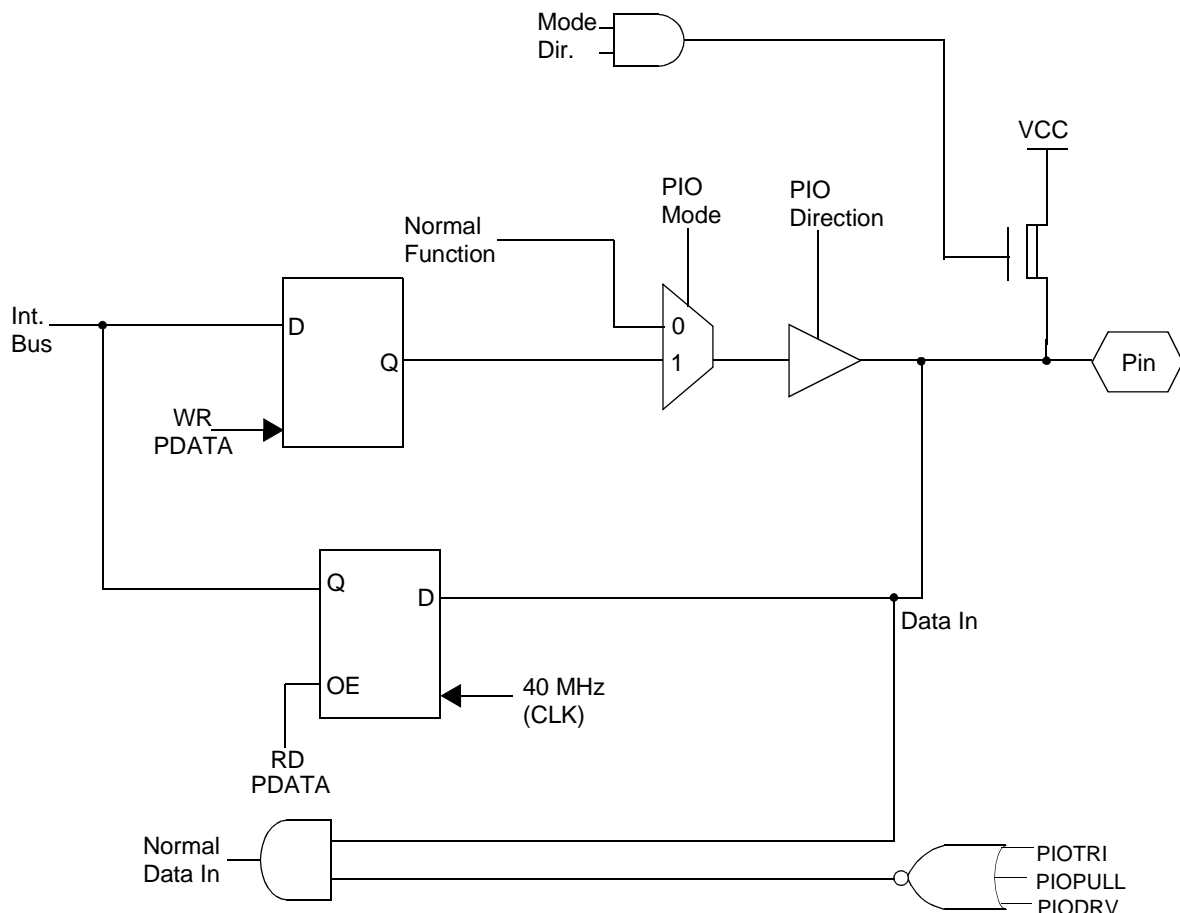 Mode
Dir.
VCC
PIO
Mode
PIO
Direction
Normal
Function
Int.
Bus
D
Q
0
1
Pin
WR
PDATA
Q
D
OE
Data In
40 MHz
(CLK)
RD
PDATA
Normal
Data In
PIOTRI
PIOPULL
PIODRV